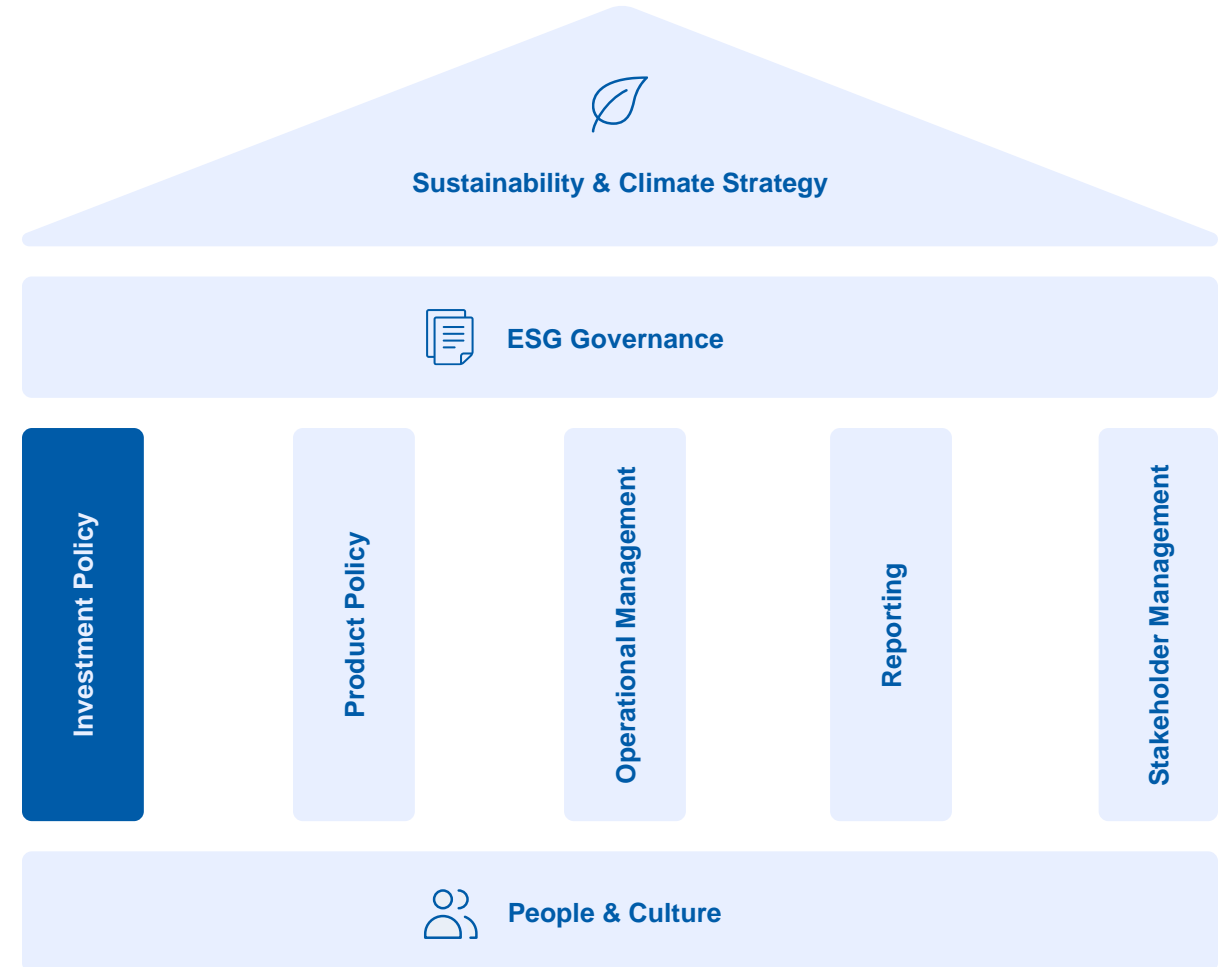 Sustainability & Climate Strategy
ESG Governance
Investment Policy
Product Policy
Operational Management
Reporting
Stakeholder Management
People & Culture